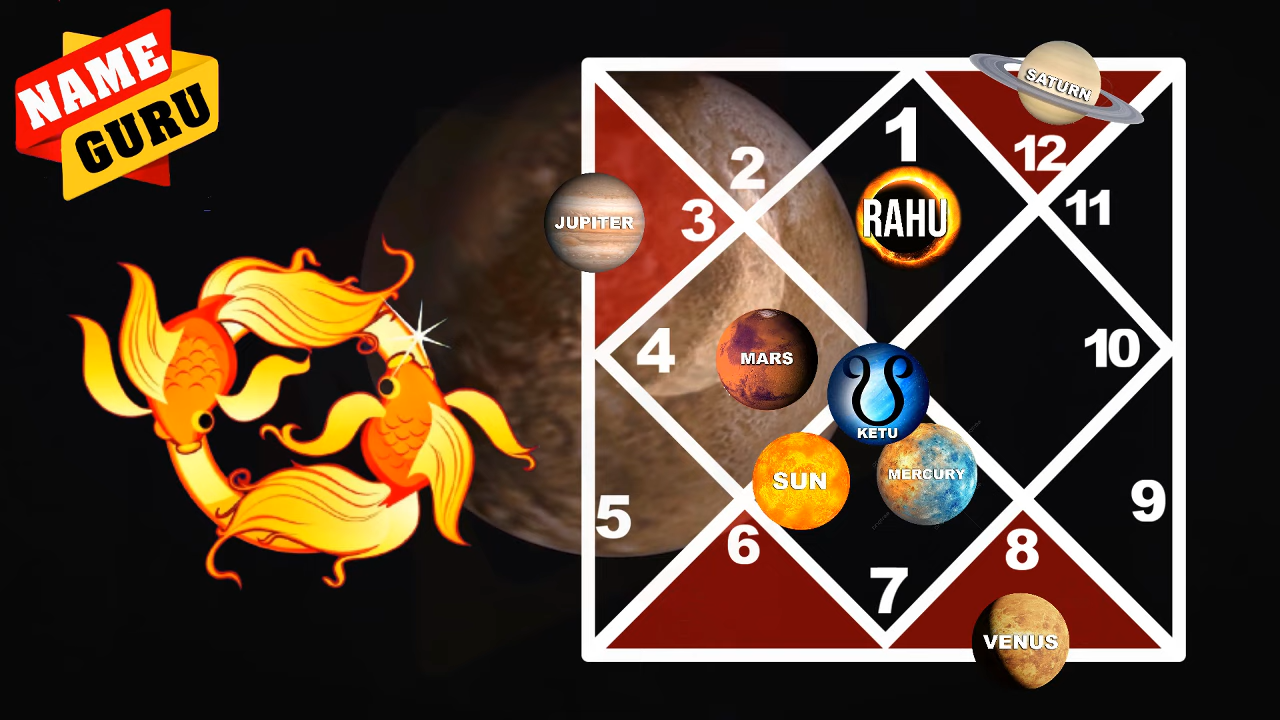 NAME
GURU
SATURN
1
12
2
11
3
JUPITER
RAHU
4
MARS
10
KETU
SUN
MERCURY
5
9
6
8
7
VENUS